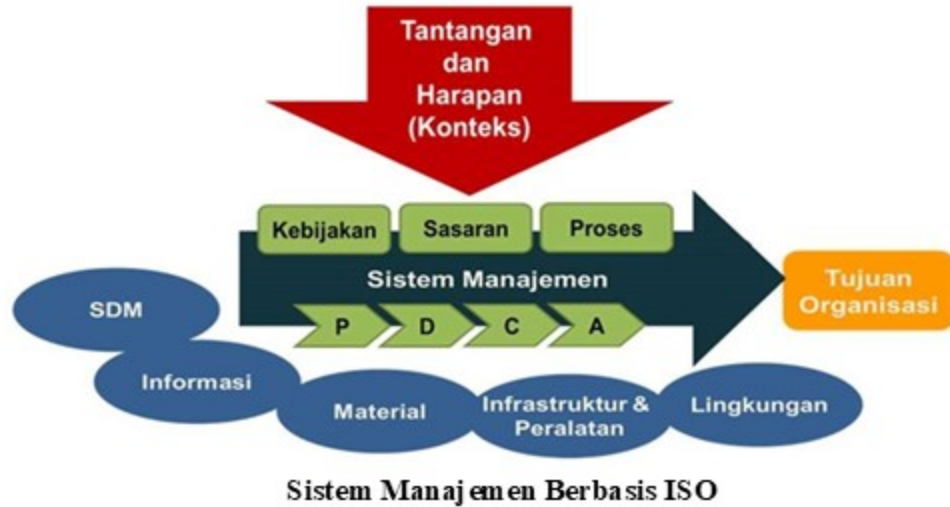 Tantangan
dan
Harapan
(Konteks)
Kebijakan
Sasaran
Proses
Sistem Manajemen
Tujuan
Organisasi
P
D
C
A
SDM
Informasi
Material
Infrastruktur &
Peralatan
Lingkungan
Sistem Manajemen Berbasis ISO